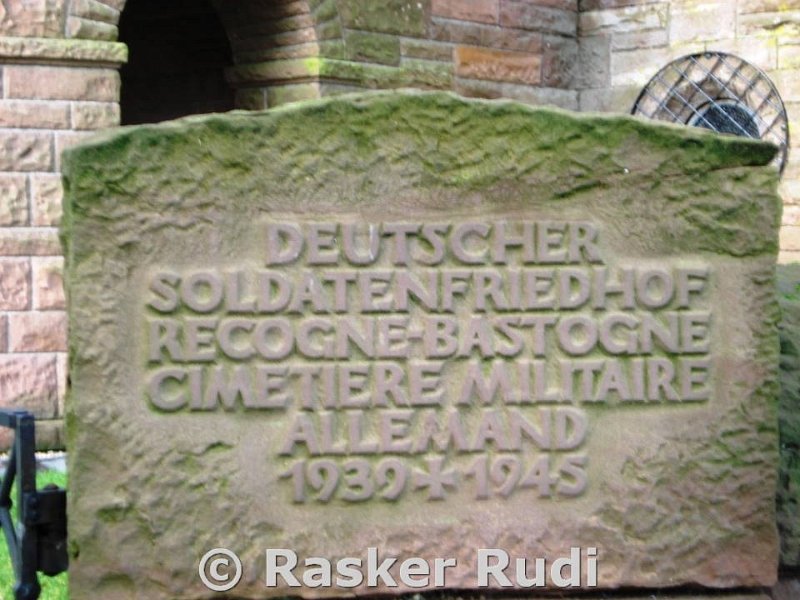 DEUTSCHER
SOLDATENFRIEDHOF
RECOGNE-BASTOGNE
CIMETIERE MILITAIRE
ALLEMAND
1939✠1945
© Rasker Rudi